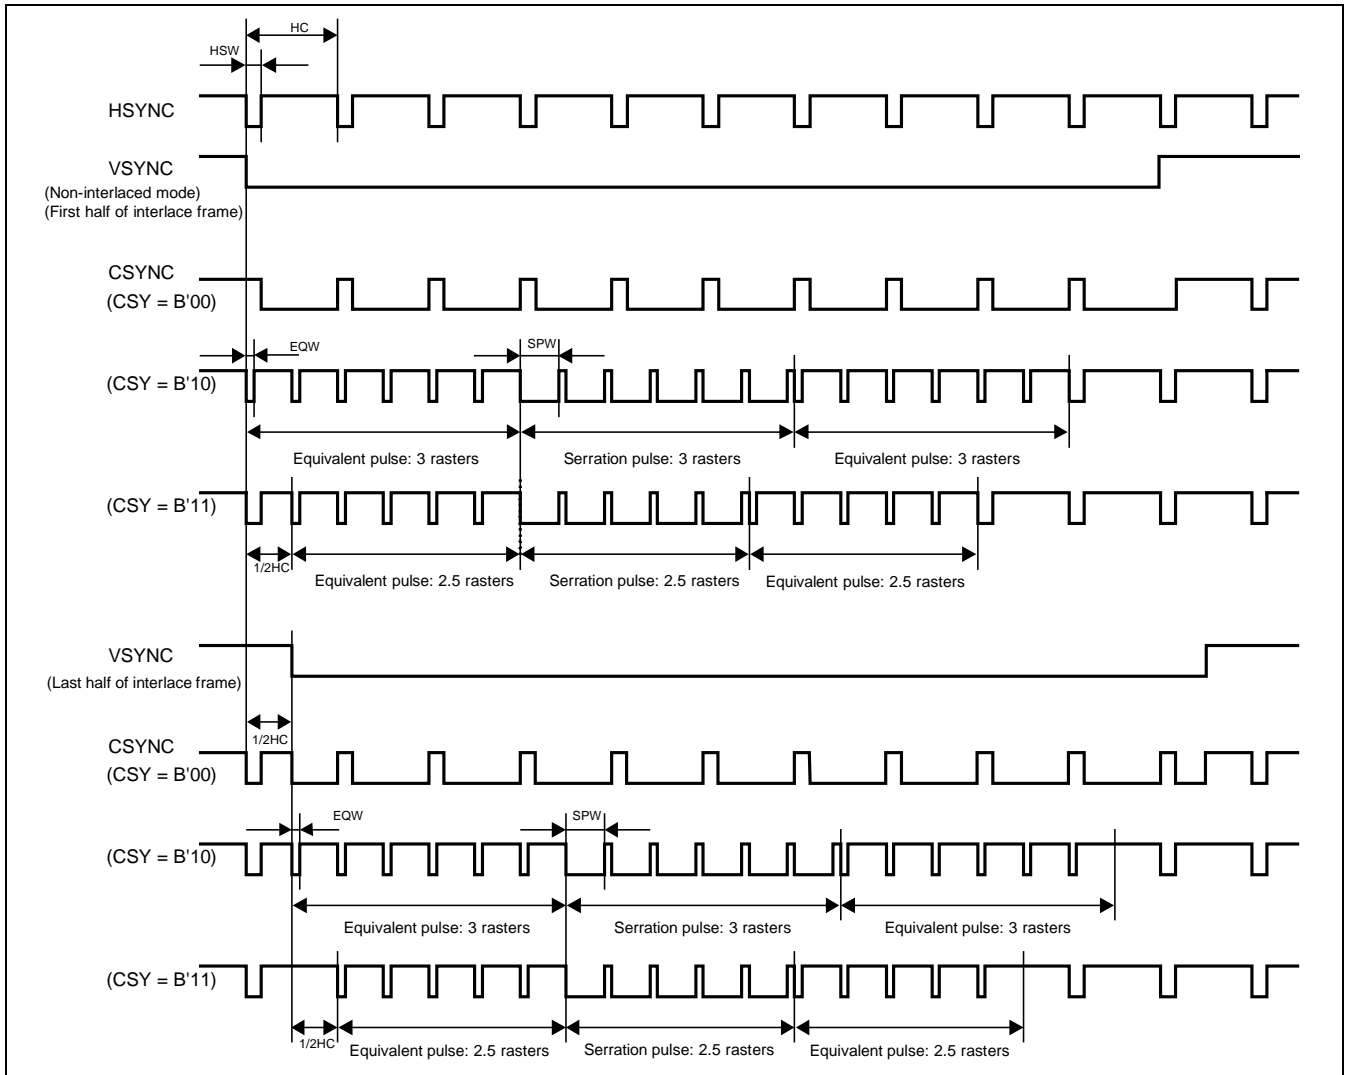 HC
HSW
HSYNC
VSYNC
(Non-interlaced mode)
(First half of interlace frame)
CSYNC
(CSY = B'00)
EQW
SPW
(CSY = B'10)
Equivalent pulse: 3 rasters
Serration pulse: 3 rasters
Equivalent pulse: 3 rasters
(CSY = B'11)
1/2HC
Equivalent pulse: 2.5 rasters
Serration pulse: 2.5 rasters
Equivalent pulse: 2.5 rasters
VSYNC
(Last half of interlace frame)
1/2HC
CSYNC
(CSY = B'00)
EQW
SPW
(CSY = B'10)
Equivalent pulse: 3 rasters
Serration pulse: 3 rasters
Equivalent pulse: 3 rasters
(CSY = B'11)
1/2HC
Equivalent pulse: 2.5 rasters
Serration pulse: 2.5 rasters
Equivalent pulse: 2.5 rasters